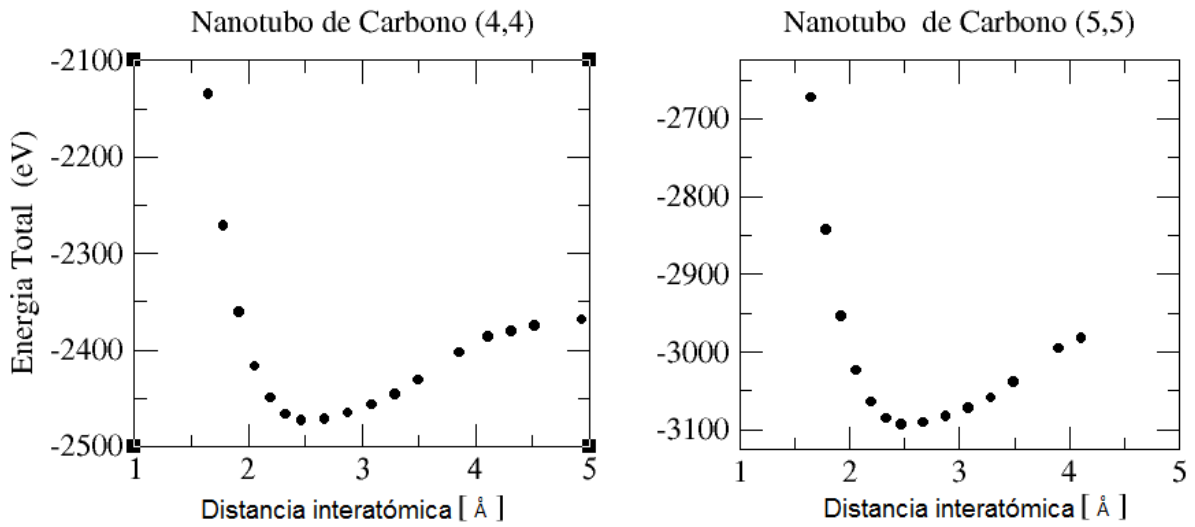 Nanotubo de Carbono (4,4)
-2100
-2200
-2300
-2400
-2500
Energia Total (eV)
1 2 3 4 5
Distancia interatómica [ Å ]
Nanotubo de Carbono (5,5)
-2700
-2800
-2900
-3000
-3100
1 2 3 4 5
Distancia interatómica [ Å ]